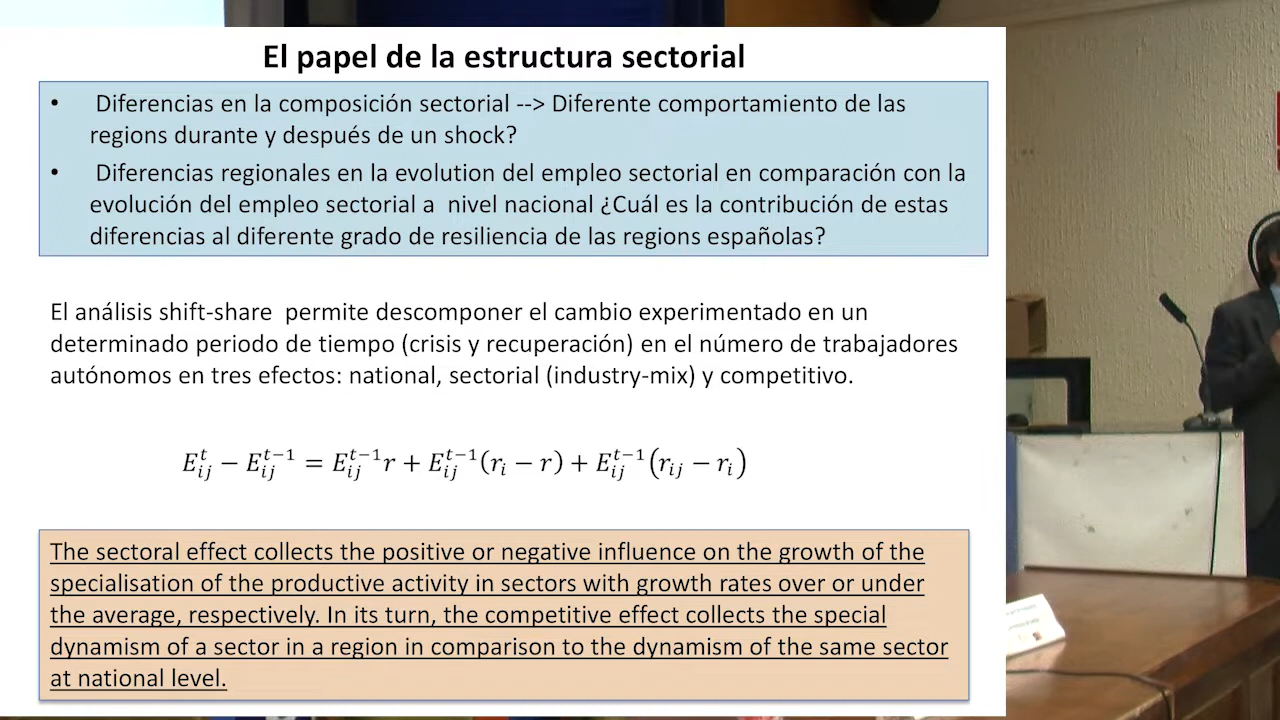 El papel de la estructura sectorial
• Diferencias en la composición sectorial --> Diferente comportamiento de las
regions durante y después de un shock?
• Diferencias regionales en la evolution del empleo sectorial en comparación con la
evolución del empleo sectorial a nivel nacional ¿Cuál es la contribución de estas
diferencias al diferente grado de resiliencia de las regions españolas?
El análisis shift-share permite descomponer el cambio experimentado en un
determinado periodo de tiempo (crisis y recuperación) en el número de trabajadores
autónomos en tres efectos: national, sectorial (industry-mix) y competitivo.
$E_{ij}^{t} - E_{ij}^{t-1} = E_{ij}^{t-1}r + E_{ij}^{t-1}(r_i - r) + E_{ij}^{t-1}(r_{ij} - r_i)$
The sectoral effect collects the positive or negative influence on the growth of the
specialisation of the productive activity in sectors with growth rates over or under
the average, respectively. In its turn, the competitive effect collects the special
dynamism of a sector in a region in comparison to the dynamism of the same sector
at national level.